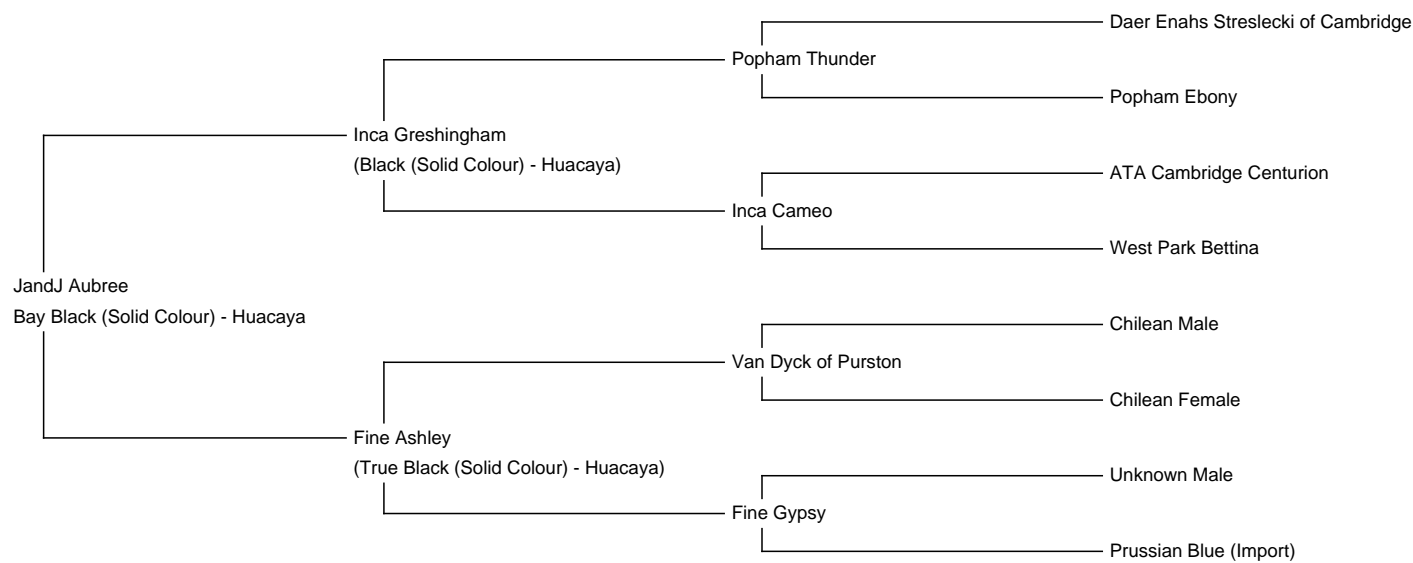 Daer Enahs Streslecki of Cambridge
Popham Thunder
Popham Ebony
Inca Greshingham
(Black (Solid Colour) - Huacaya)
ATA Cambridge Centurion
Inca Cameo
West Park Bettina
JandJ Aubree
Bay Black (Solid Colour) - Huacaya
Chilean Male
Van Dyck of Purston
Chilean Female
Fine Ashley
(True Black (Solid Colour) - Huacaya)
Unknown Male
Fine Gypsy
Prussian Blue (Import)